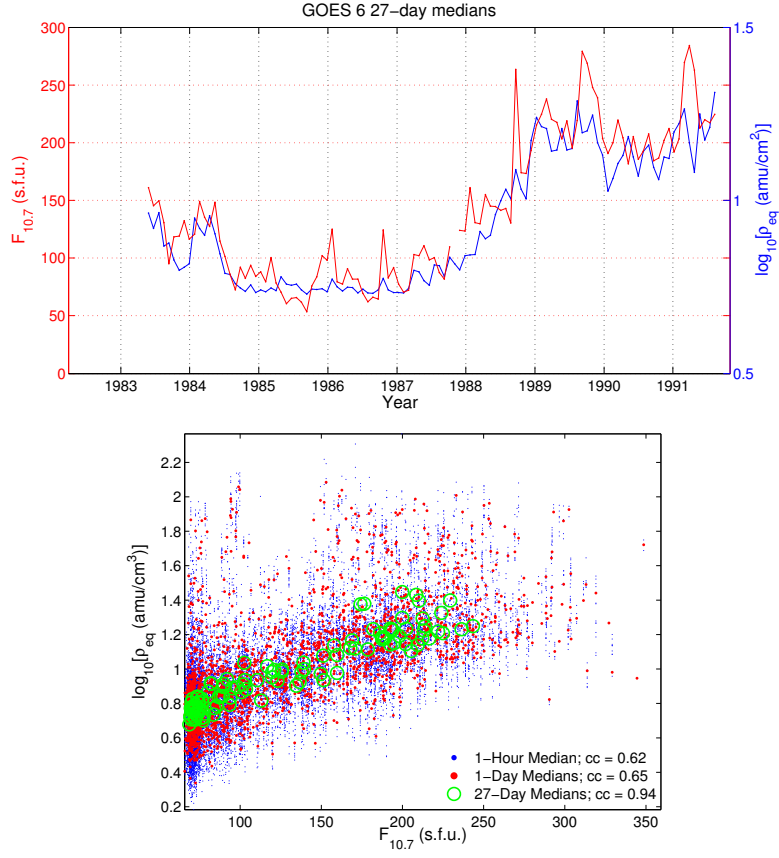 GOES 6 27−day medians
300
250
200
150
100
50
0
F10.7 (s.f.u.)
1.5
1
0.5
log10[ρeq (amu/cm2)]
1983 1984 1985 1986 1987 1988 1989 1990 1991
Year
2.2
2
1.8
1.6
1.4
1.2
1
0.8
0.6
0.4
0.2
log10[ρeq (amu/cm3)]
1−Hour Median; cc = 0.62
1−Day Medians; cc = 0.65
27−Day Medians; cc = 0.94
100 150 200 250 300 350
F10.7 (s.f.u.)